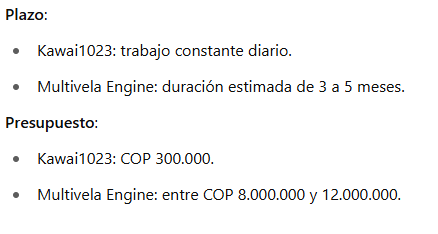 Plazo:
Kawai1023: trabajo constante diario.
Multivela Engine: duración estimada de 3 a 5 meses.
Presupuesto:
Kawai1023: COP 300.000.
Multivela Engine: entre COP 8.000.000 y 12.000.000.